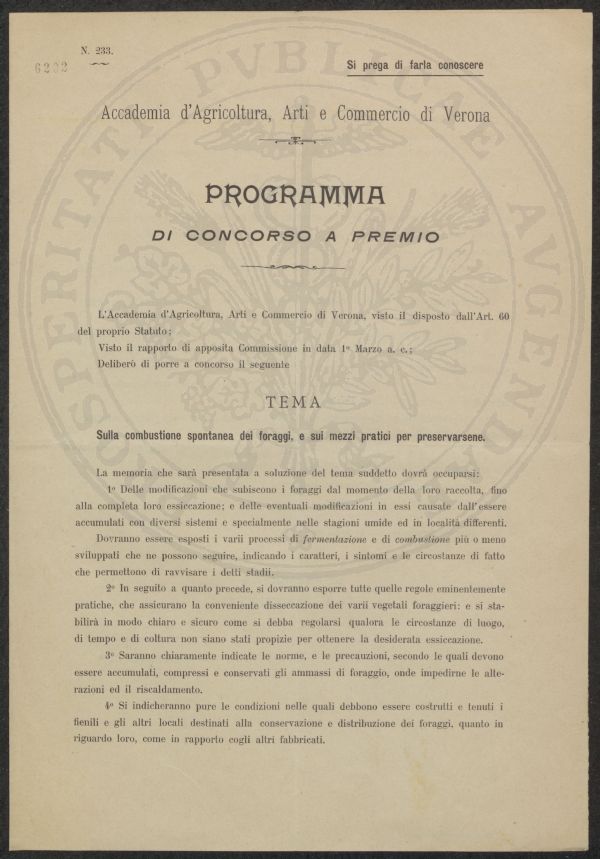 N. 233.
6202
Si prega di farla conoscere
Accademia d'Agricoltura, Arti e Commercio di Verona
PROGRAMMA
DI CONCORSO A PREMIO
L'Accademia d'Agricoltura, Arti e Commercio di Verona, visto il disposto dall'Art. 60
del proprio Statuto;
Visto il rapporto di apposita Commissione in data 1º Marzo a. c.;
Deliberò di porre a concorso il seguente
TEMA
Sulla combustione spontanea dei foraggi, e sui mezzi pratici per preservarsene.
La memoria che sarà presentata a soluzione del tema suddetto dovrà occuparsi:
1º Delle modificazioni che subiscono i foraggi dal momento della loro raccolta, fino
alla completa loro essiccazione; e delle eventuali modificazioni in essi causate dall'essere
accumulati con diversi sistemi e specialmente nelle stagioni umide ed in località differenti.
Dovranno essere esposti i varii processi di fermentazione e di combustione più o meno
sviluppati che ne possono seguire, indicando i caratteri, i sintomi e le circostanze di fatto
che permettono di ravvisare i detti stadii.
2º In seguito a quanto precede, si dovranno esporre tutte quelle regole eminentemente
pratiche, che assicurano la conveniente disseccazione dei varii vegetali foraggieri: e si sta-
bilirà in modo chiaro e sicuro come si debba regolarsi qualora le circostanze di luogo,
di tempo e di coltura non siano stati propizie per ottenere la desiderata essiccazione.
3º Saranno chiaramente indicate le norme, e le precauzioni, secondo le quali devono
essere accumulati, compressi e conservati gli ammassi di foraggio, onde impedirne le alte-
razioni ed il riscaldamento.
4º Si indicheranno pure le condizioni nelle quali debbono essere costrutti e tenuti i
fienili e gli altri locali destinati alla conservazione e distribuzione dei foraggi, quanto in
riguardo loro, come in rapporto cogli altri fabbricati.
PROSPERITATI PVBLICAE AVGENDAE